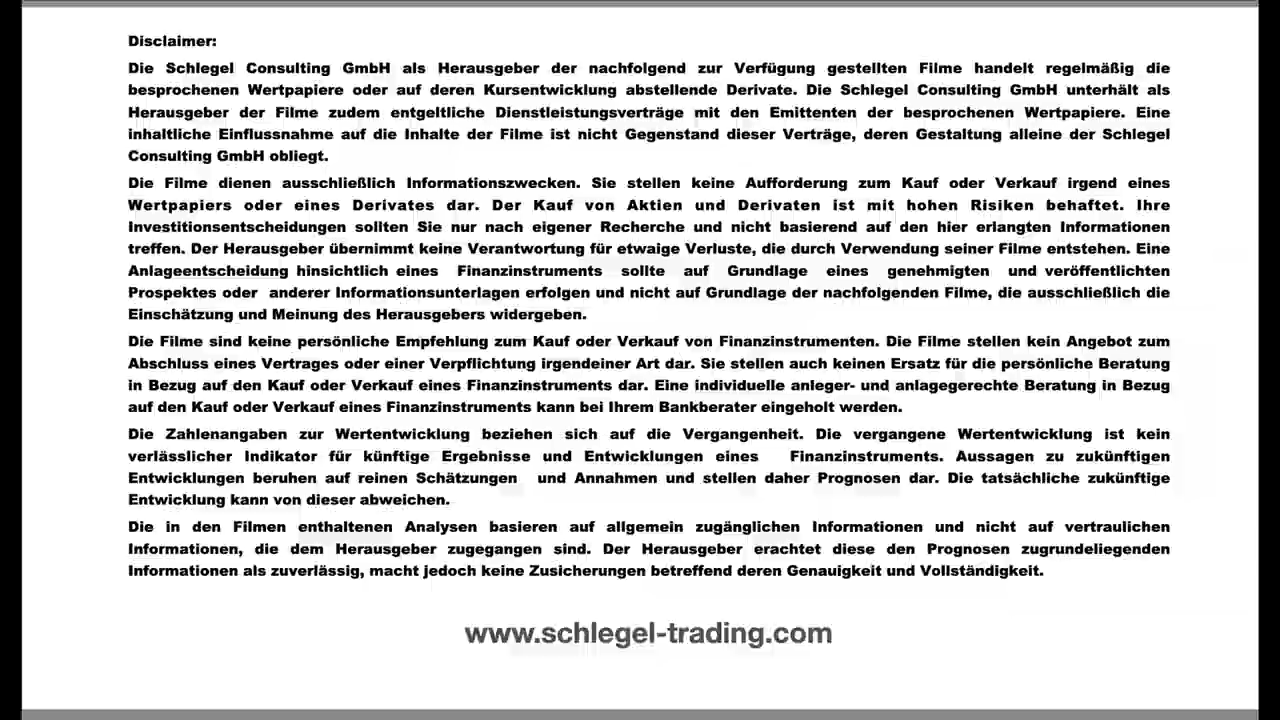 Disclaimer:
Die Schlegel Consulting GmbH als Herausgeber der nachfolgend zur Verfügung gestellten Filme handelt regelmäßig die
besprochenen Wertpapiere oder auf deren Kursentwicklung abstellende Derivate. Die Schlegel Consulting GmbH unterhält als
Herausgeber der Filme zudem entgeltliche Dienstleistungsverträge mit den Emittenten der besprochenen Wertpapiere. Eine
inhaltliche Einflussnahme auf die Inhalte der Filme ist nicht Gegenstand dieser Verträge, deren Gestaltung alleine der Schlegel
Consulting GmbH obliegt.
Die Filme dienen ausschließlich Informationszwecken. Sie stellen keine Aufforderung zum Kauf oder Verkauf irgend eines
Wertpapiers oder eines Derivates dar. Der Kauf von Aktien und Derivaten ist mit hohen Risiken behaftet. Ihre
Investitionsentscheidungen sollten Sie nur nach eigener Recherche und nicht basierend auf den hier erlangten Informationen
treffen. Der Herausgeber übernimmt keine Verantwortung für etwaige Verluste, die durch Verwendung seiner Filme entstehen. Eine
Anlageentscheidung hinsichtlich eines Finanzinstruments sollte auf Grundlage eines genehmigten und veröffentlichten
Prospektes oder anderer Informationsunterlagen erfolgen und nicht auf Grundlage der nachfolgenden Filme, die ausschließlich die
Einschätzung und Meinung des Herausgebers widergeben.
Die Filme sind keine persönliche Empfehlung zum Kauf oder Verkauf von Finanzinstrumenten. Die Filme stellen kein Angebot zum
Abschluss eines Vertrages oder einer Verpflichtung irgendeiner Art dar. Sie stellen auch keinen Ersatz für die persönliche Beratung
in Bezug auf den Kauf oder Verkauf eines Finanzinstruments dar. Eine individuelle anleger- und anlagegerechte Beratung in Bezug
auf den Kauf oder Verkauf eines Finanzinstruments kann bei Ihrem Bankberater eingeholt werden.
Die Zahlenangaben zur Wertentwicklung beziehen sich auf die Vergangenheit. Die vergangene Wertentwicklung ist kein
verlässlicher Indikator für künftige Ergebnisse und Entwicklungen eines Finanzinstruments. Aussagen zu zukünftigen
Entwicklungen beruhen auf reinen Schätzungen und Annahmen und stellen daher Prognosen dar. Die tatsächliche zukünftige
Entwicklung kann von dieser abweichen.
Die in den Filmen enthaltenen Analysen basieren auf allgemein zugänglichen Informationen und nicht auf vertraulichen
Informationen, die dem Herausgeber zugegangen sind. Der Herausgeber erachtet diese den Prognosen zugrundeliegenden
Informationen als zuverlässig, macht jedoch keine Zusicherungen betreffend deren Genauigkeit und Vollständigkeit.
www.schlegel-trading.com